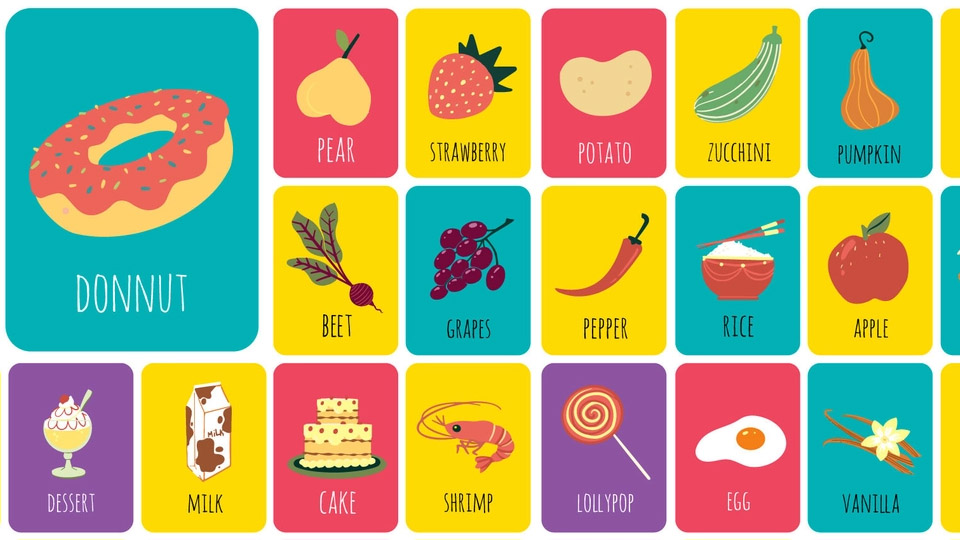 DONNUT
PEAR
STRAWBERRY
POTATO
ZUCCHINI
PUMPKIN
BEET
GRAPES
PEPPER
RICE
APPLE
DESSERT
MILK
MILK
CAKE
SHRIMP
LOLLYPOP
EGG
VANILLA